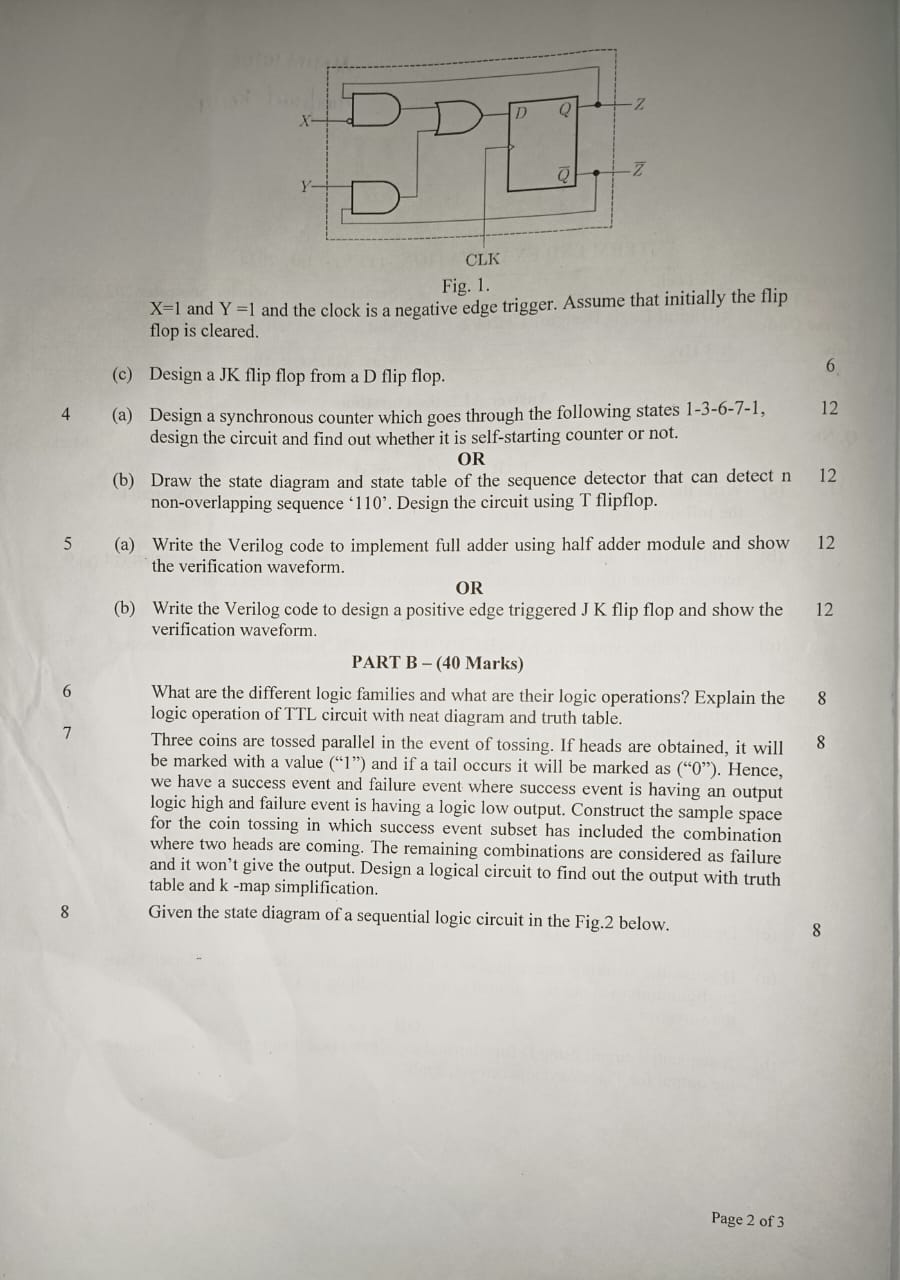 X
Y
D Q
Q̅
Z
Z̅
CLK
Fig. 1.
X=1 and Y =1 and the clock is a negative edge trigger. Assume that initially the flip
flop is cleared.
(c) Design a JK flip flop from a D flip flop. 6
4 (a) Design a synchronous counter which goes through the following states 1-3-6-7-1, 12
design the circuit and find out whether it is self-starting counter or not.
OR
(b) Draw the state diagram and state table of the sequence detector that can detect n 12
non-overlapping sequence ‘110’. Design the circuit using T flipflop.
5 (a) Write the Verilog code to implement full adder using half adder module and show 12
the verification waveform.
OR
(b) Write the Verilog code to design a positive edge triggered J K flip flop and show the 12
verification waveform.
PART B – (40 Marks)
6 What are the different logic families and what are their logic operations? Explain the 8
logic operation of TTL circuit with neat diagram and truth table.
7 Three coins are tossed parallel in the event of tossing. If heads are obtained, it will 8
be marked with a value (“1”) and if a tail occurs it will be marked as (“0”). Hence,
we have a success event and failure event where success event is having an output
logic high and failure event is having a logic low output. Construct the sample space
for the coin tossing in which success event subset has included the combination
where two heads are coming. The remaining combinations are considered as failure
and it won’t give the output. Design a logical circuit to find out the output with truth
table and k -map simplification.
8 Given the state diagram of a sequential logic circuit in the Fig.2 below. 8
Page 2 of 3